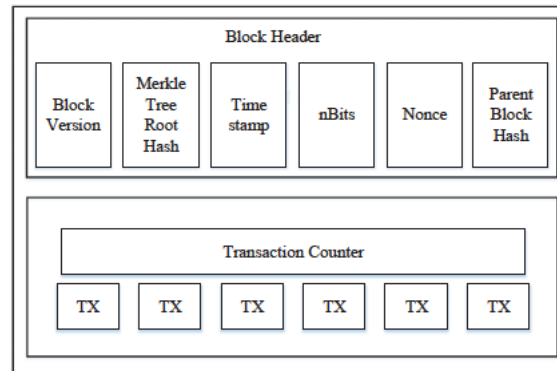 Block Header
Block
Version
Merkle
Tree
Root
Hash
Time
stamp
nBits
Nonce
Parent
Block
Hash
Transaction Counter
TX
TX
TX
TX
TX
TX